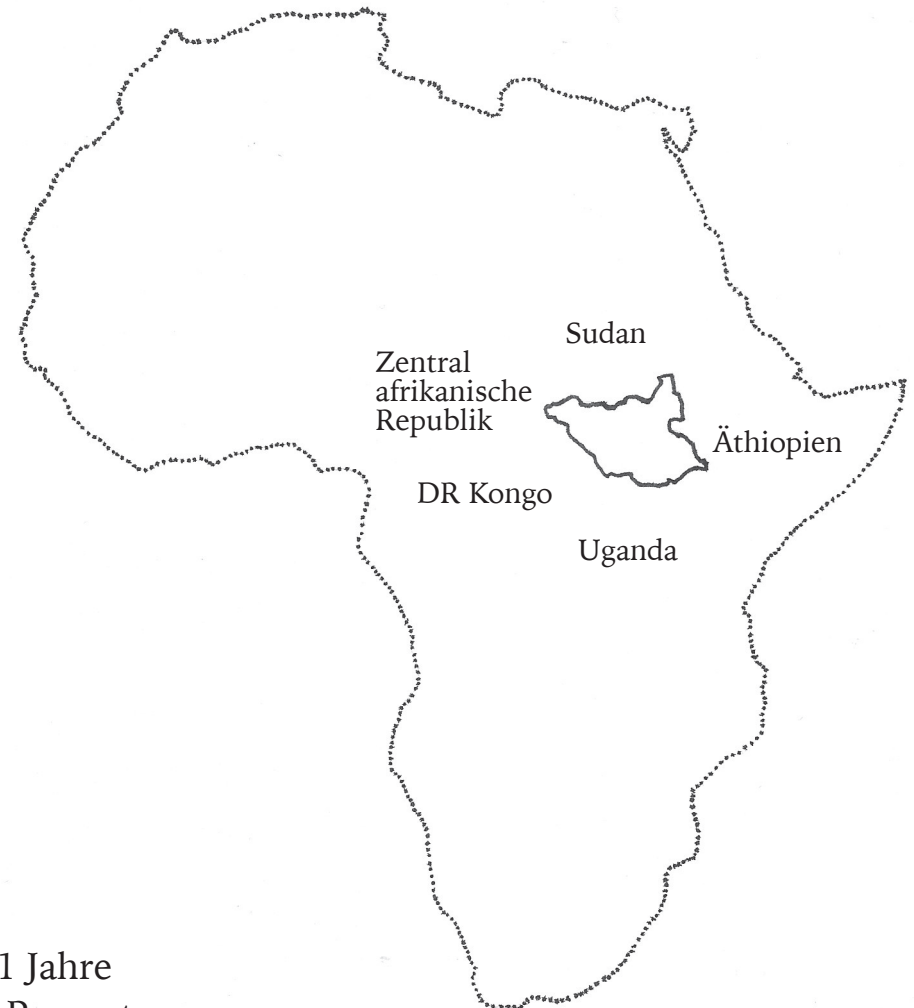 Sudan
Zentral
afrikanische
Republik
Äthiopien
DR Kongo
Uganda
1 Jahre